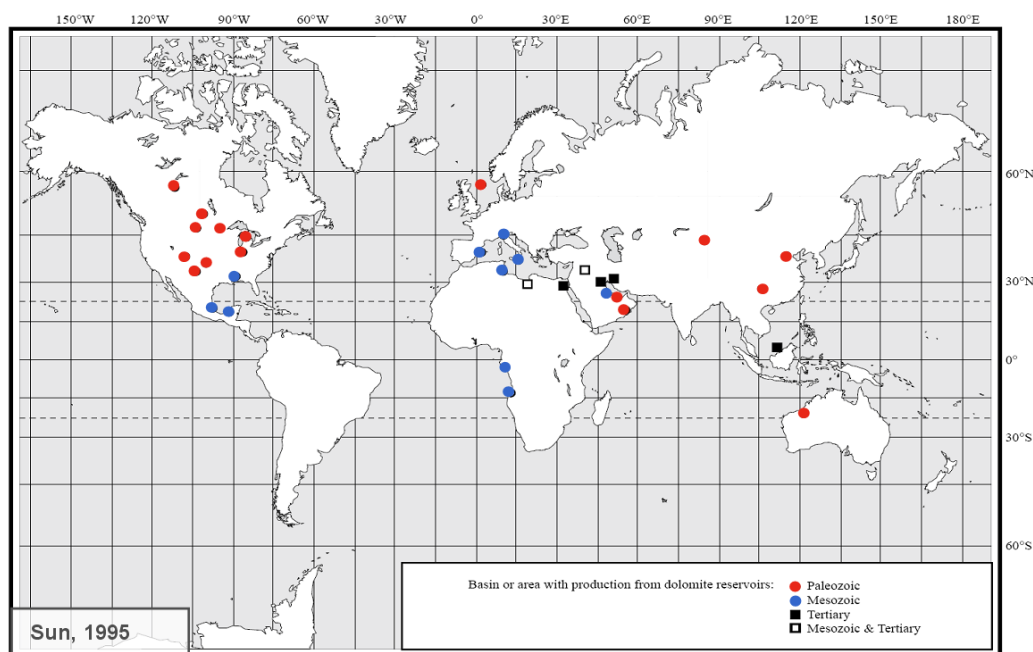 150°W 120°W 90°W 60°W 30°W 0° 30°E 60°E 90°E 120°E 150°E 180°E
60°N
30°N
0°
30°S
60°S
Basin or area with production from dolomite reservoirs:
Paleozoic
Mesozoic
Tertiary
Mesozoic & Tertiary
Sun, 1995